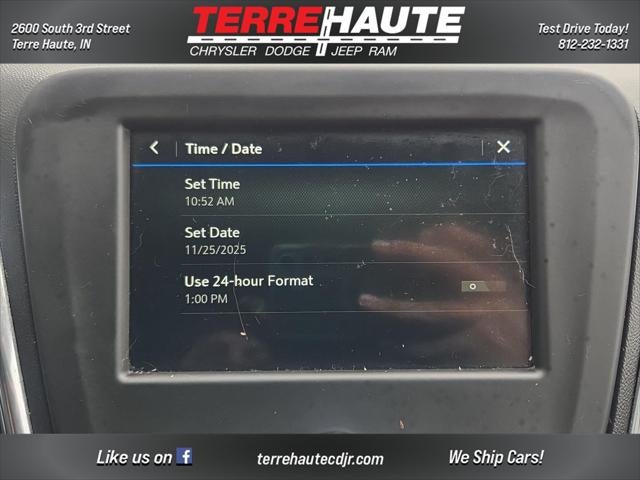 2600 South 3rd Street
Terre Haute, IN
TERRE HAUTE
CHRYSLER DODGE JEEP RAM
Test Drive Today!
812-232-1331
Time / Date
Set Time
10:52 AM
Set Date
11/25/2025
Use 24-hour Format
1:00 PM
Like us on f
terrehautecdjr.com
We Ship Cars!